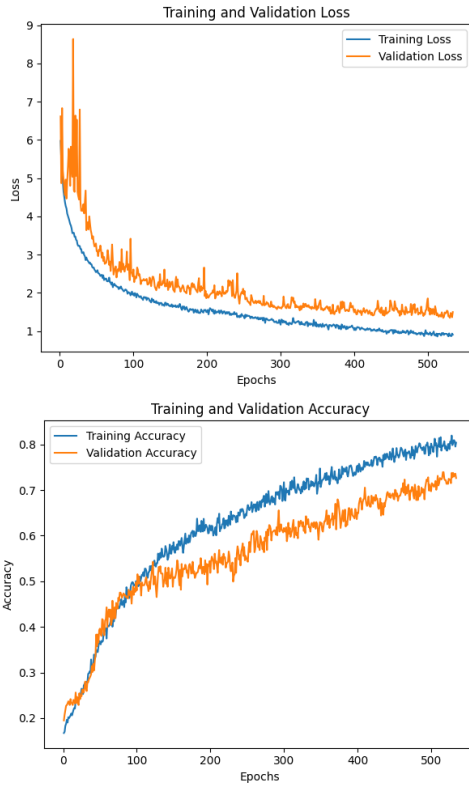 Training and Validation Loss
9
8
7
6
5
4
3
2
1
Loss
Training Loss
Validation Loss
0 100 200 300 400 500
Epochs
Training and Validation Accuracy
0.8
0.7
0.6
0.5
0.4
0.3
0.2
Accuracy
Training Accuracy
Validation Accuracy
0 100 200 300 400 500
Epochs